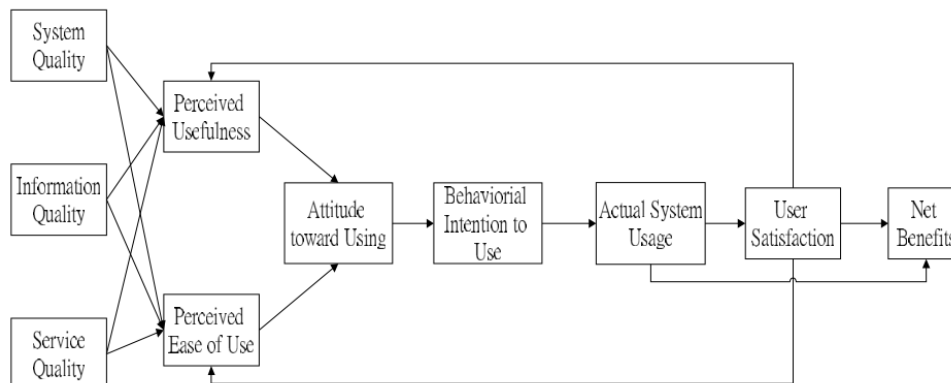 System
Quality
Perceived
Usefulness
Information
Quality
Attitude
toward Using
Behaviorial
Intention to
Use
Actual System
Usage
User
Satisfaction
Net
Benefits
Perceived
Ease of Use
Service
Quality